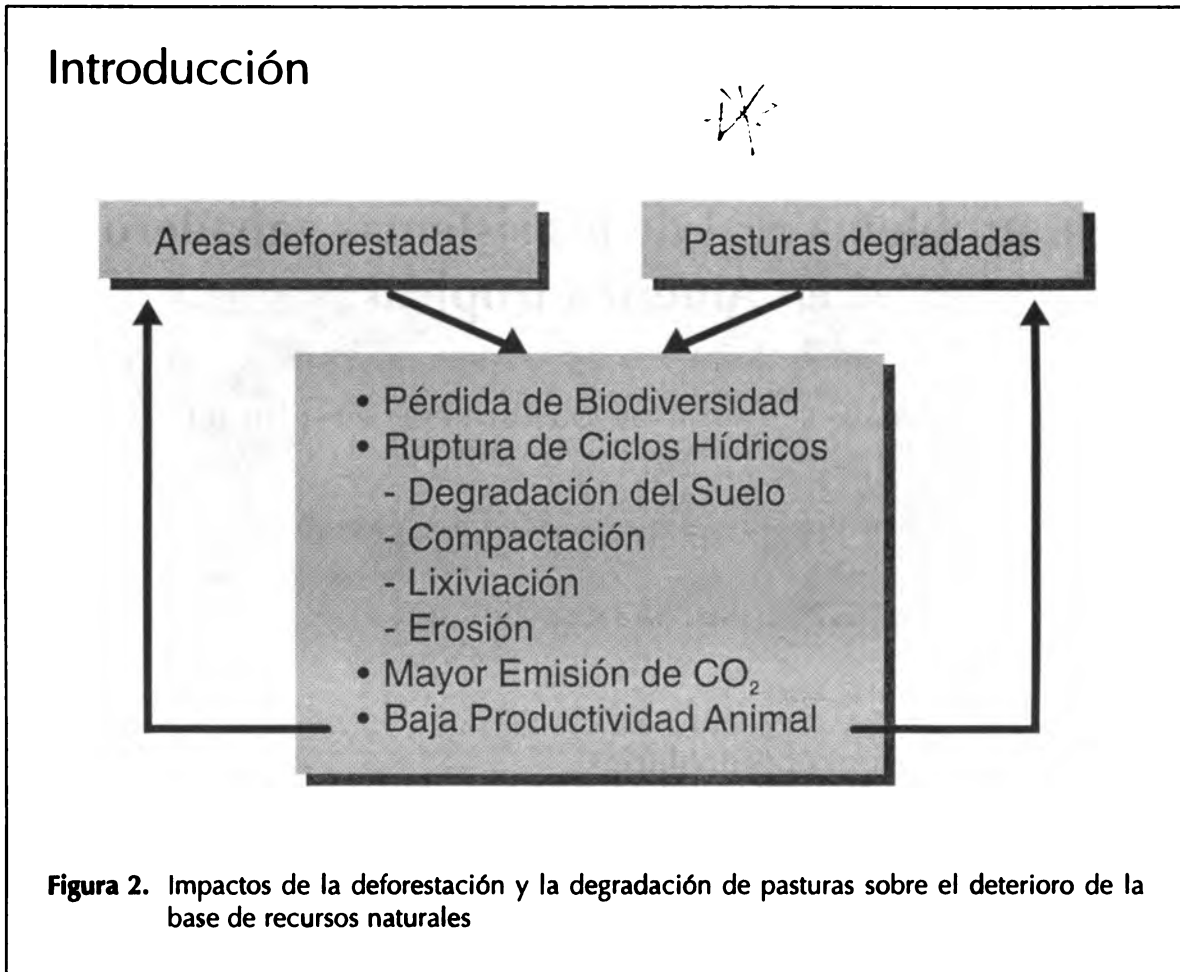 Introducción
Areas deforestadas
Pasturas degradadas
• Pérdida de Biodiversidad
• Ruptura de Ciclos Hídricos
- Degradación del Suelo
- Compactación
- Lixiviación
- Erosión
• Mayor Emisión de CO₂
• Baja Productividad Animal
Figura 2. Impactos de la deforestación y la degradación de pasturas sobre el deterioro de la
base de recursos naturales